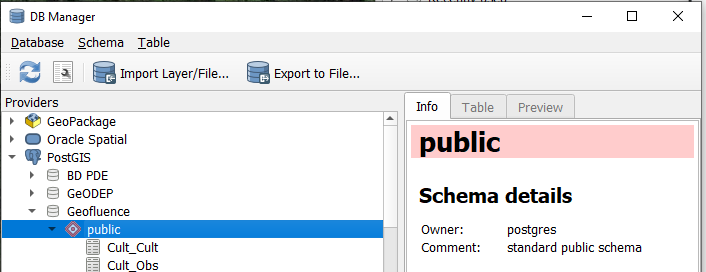 DB Manager
Database Schema Table
Import Layer/File... Export to File...
Providers
GeoPackage
Oracle Spatial
PostGIS
BD PDE
GeODEP
Geofluence
public
Cult_Cult
Cult_Obs
Info Table Preview
public
Schema details
Owner: postgres
Comment: standard public schema